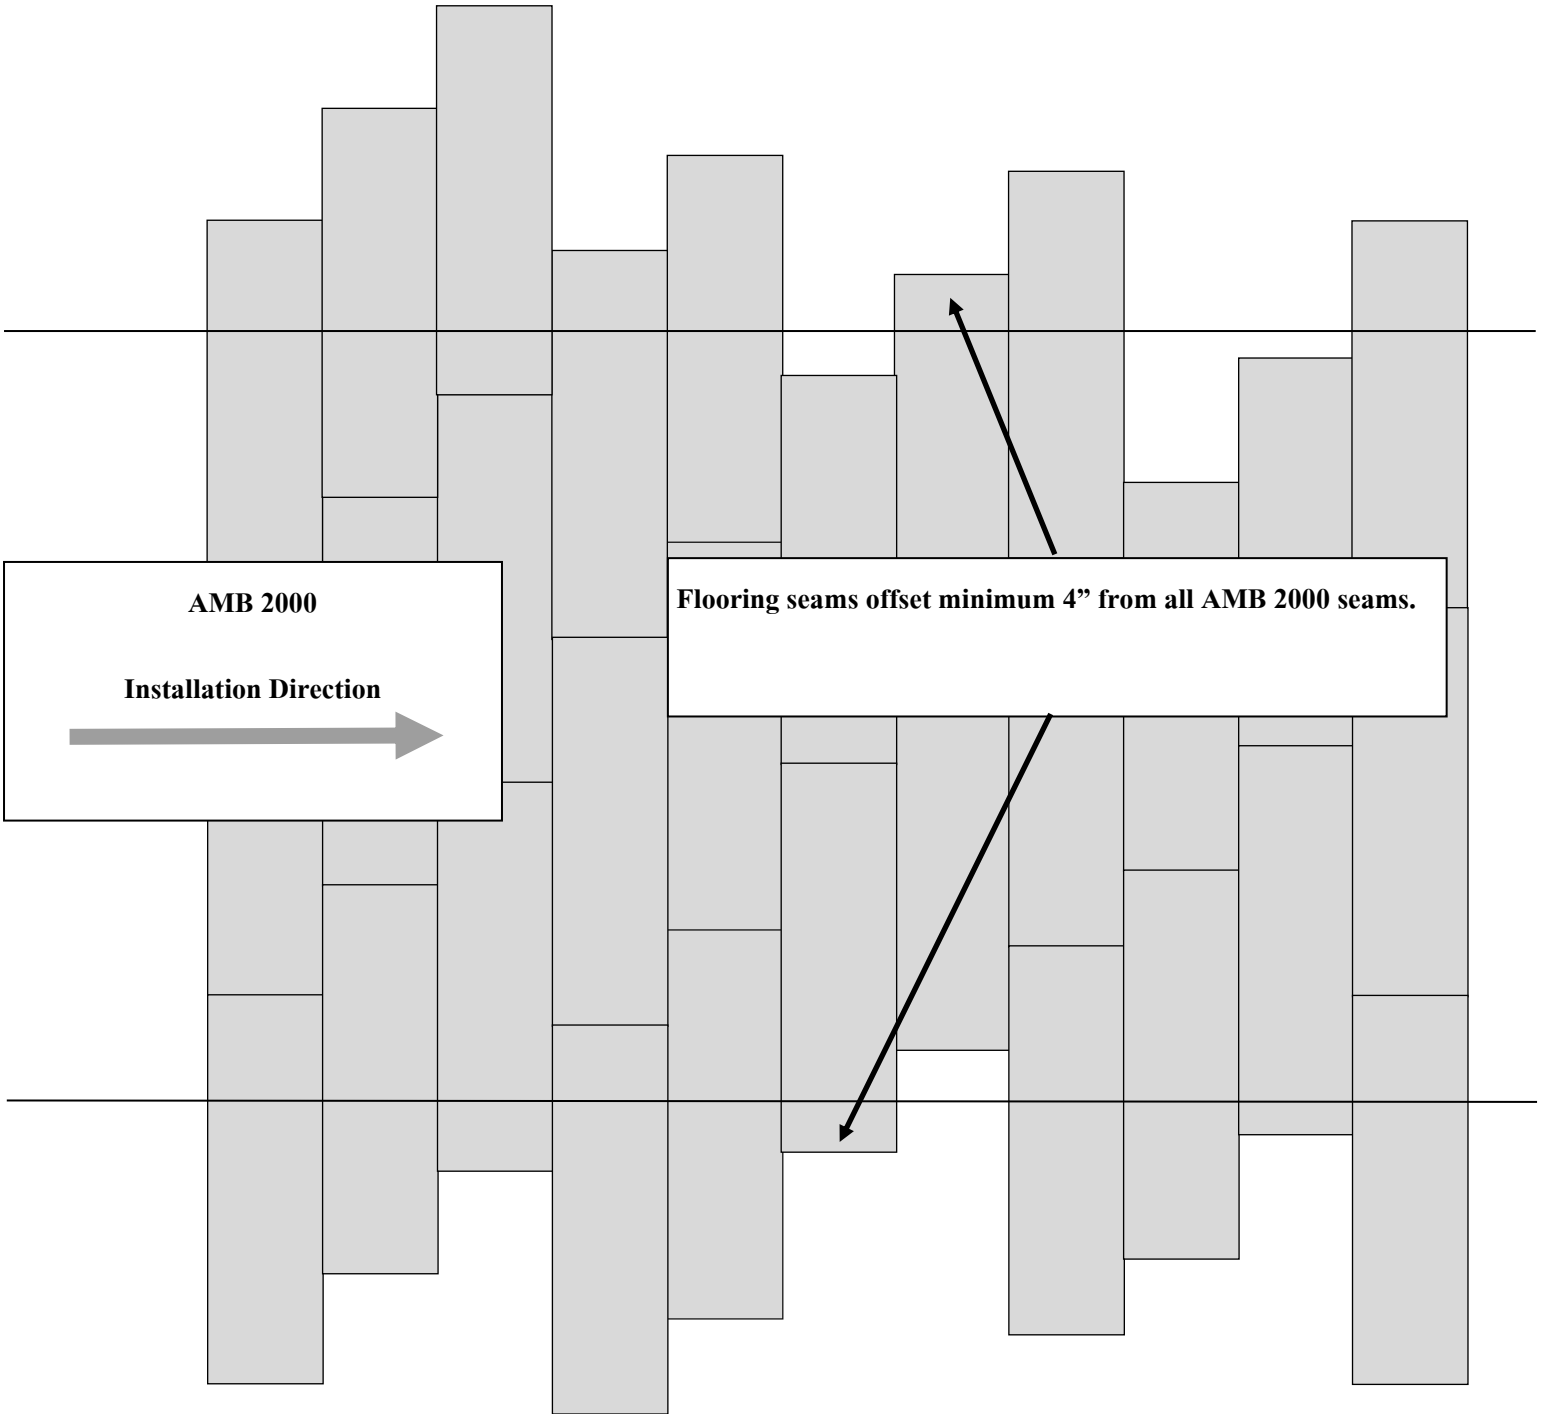 AMB 2000
Installation Direction
Flooring seams offset minimum 4” from all AMB 2000 seams.